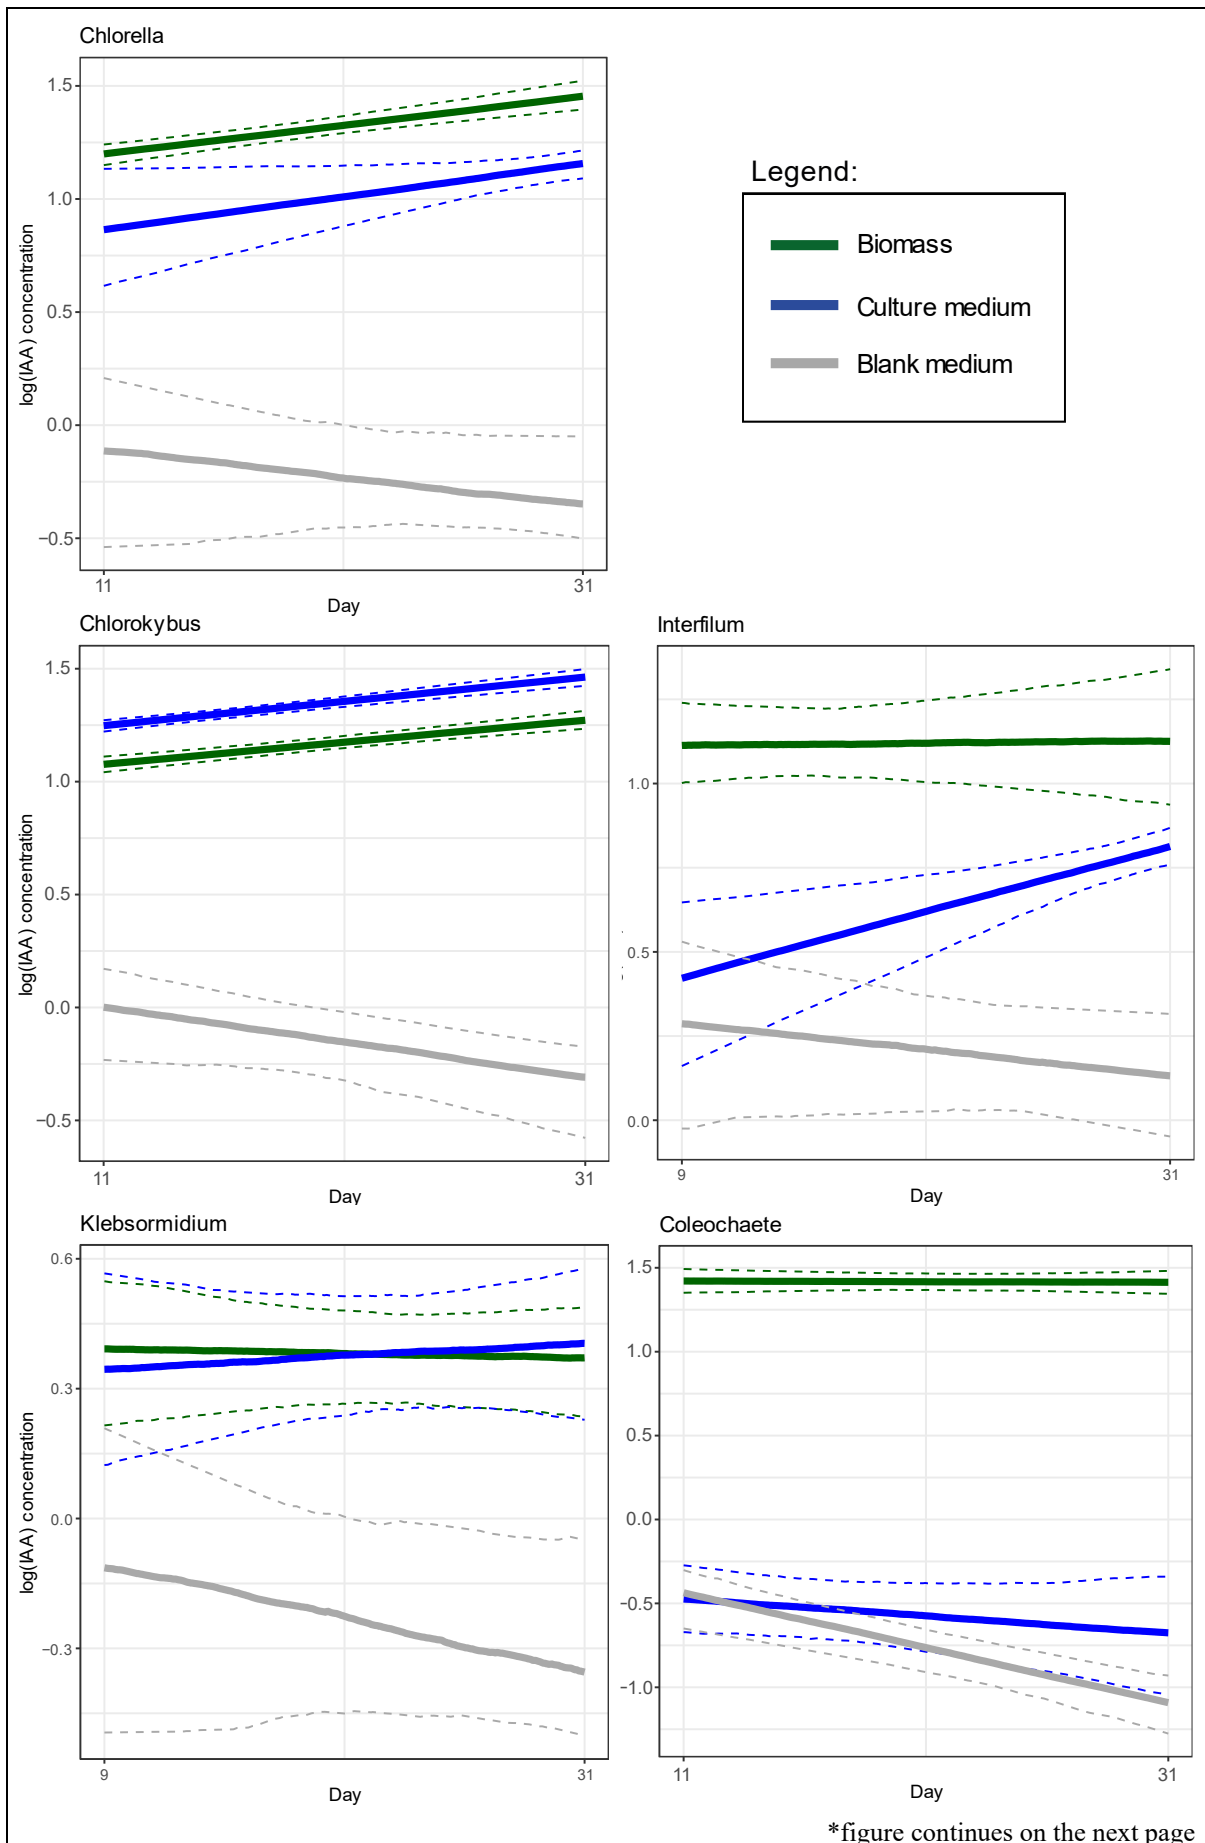 Chlorella
1.5
1.0
0.5
0.0
−0.5
log(IAA) concentration
11
31
Day
Legend:
Biomass
Culture medium
Blank medium
Chlorokybus
1.5
1.0
0.5
0.0
−0.5
log(IAA) concentration
11
31
Day
Interfilum
1.0
0.5
0.0
9
31
Day
Klebsormidium
0.6
0.3
0.0
−0.3
log(IAA) concentration
9
31
Day
Coleochaete
1.5
1.0
0.5
0.0
−0.5
−1.0
11
31
Day
*figure continues on the next page